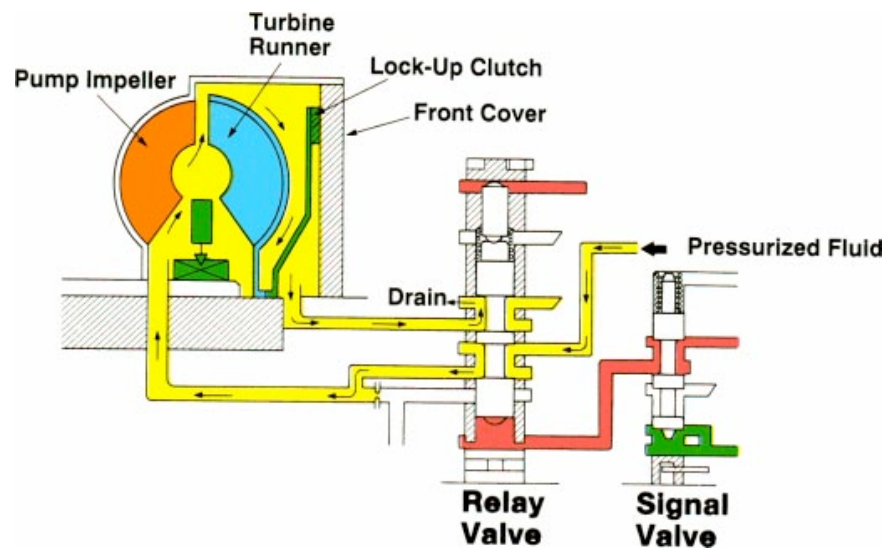 Turbine
Runner
Pump Impeller
Lock-Up Clutch
Front Cover
Pressurized Fluid
Drain
Relay
Valve
Signal
Valve